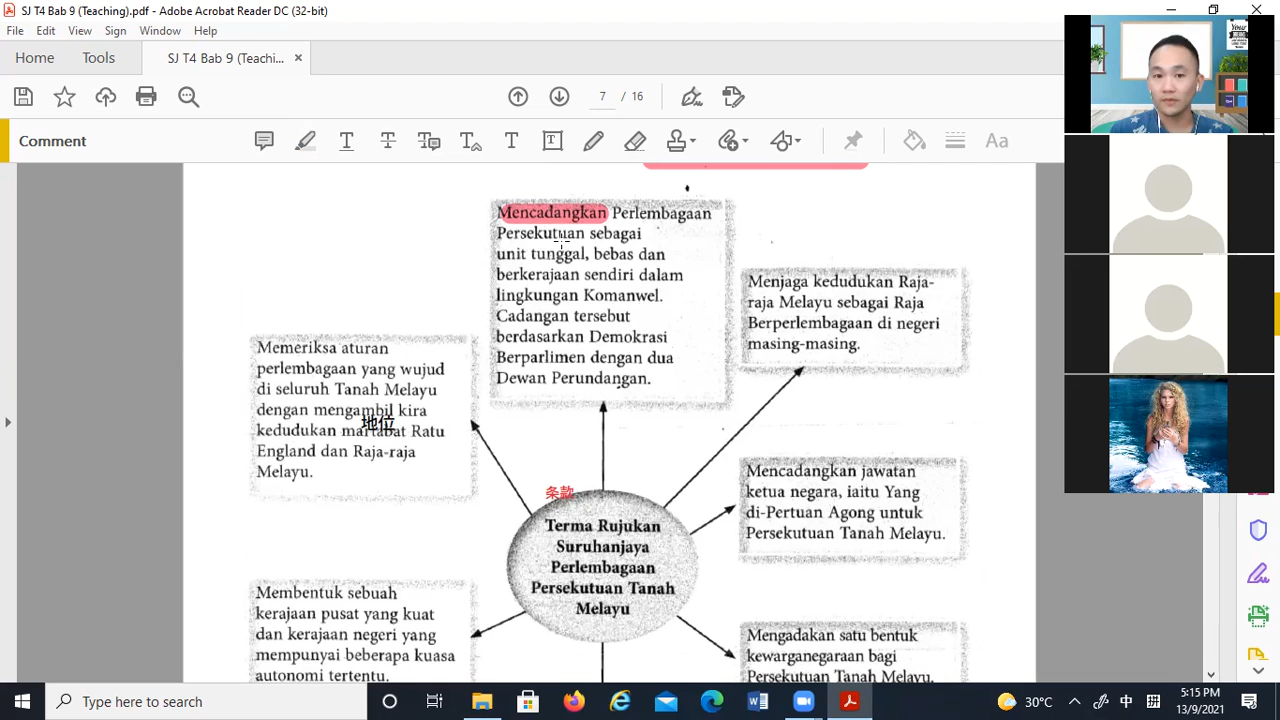 SJ T4 Bab 9 (Teaching).pdf - Adobe Acrobat Reader DC (32-bit)
File Edit View Sign Window Help
Home Tools SJ T4 Bab 9 (Teachi... ×
7 / 16
Comment
Aa
Mencadangkan Perlembagaan
Persekutuan sebagai
unit tunggal, bebas dan
berkerajaan sendiri dalam
lingkungan Komanwel.
Cadangan tersebut
berdasarkan Demokrasi
Berparlimen dengan dua
Dewan Perundangan.
Menjaga kedudukan Raja-
raja Melayu sebagai Raja
Berperlembagaan di negeri
masing-masing.
Memeriksa aturan
perlembagaan yang wujud
di seluruh Tanah Melayu
dengan mengambil kira
地位
kedudukan martabat Ratu
England dan Raja-raja
Melayu.
Mencadangkan jawatan
ketua negara, iaitu Yang
di-Pertuan Agong untuk
Persekutuan Tanah Melayu.
条款
Terma Rujukan
Suruhanjaya
Perlembagaan
Persekutuan Tanah
Melayu
Membentuk sebuah
kerajaan pusat yang kuat
dan kerajaan negeri yang
mempunyai beberapa kuasa
autonomi tertentu.
Mengadakan satu bentuk
kewarganegaraan bagi
Persekutuan Tanah Melayu.
Type here to search
30°C
中
拼
5:15 PM
13/9/2021